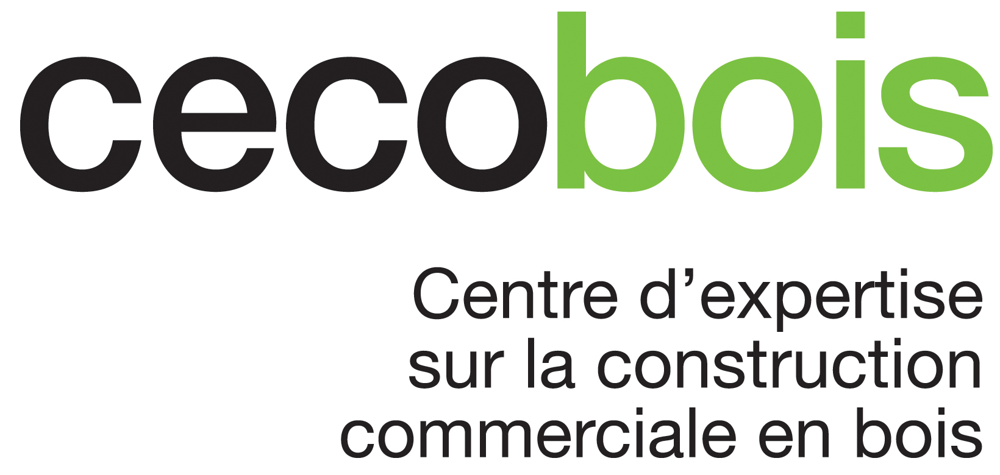 cecobois
Centre d’expertise
sur la construction
commerciale en bois